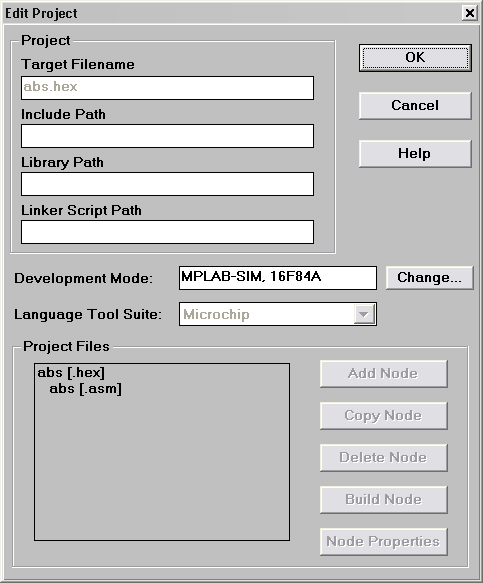 Edit Project
Project
Target Filename
abs.hex
Include Path
Library Path
Linker Script Path
OK
Cancel
Help
Development Mode: MPLAB-SIM, 16F84A Change...
Language Tool Suite: Microchip
Project Files
abs [.hex]
abs [.asm]
Add Node
Copy Node
Delete Node
Build Node
Node Properties